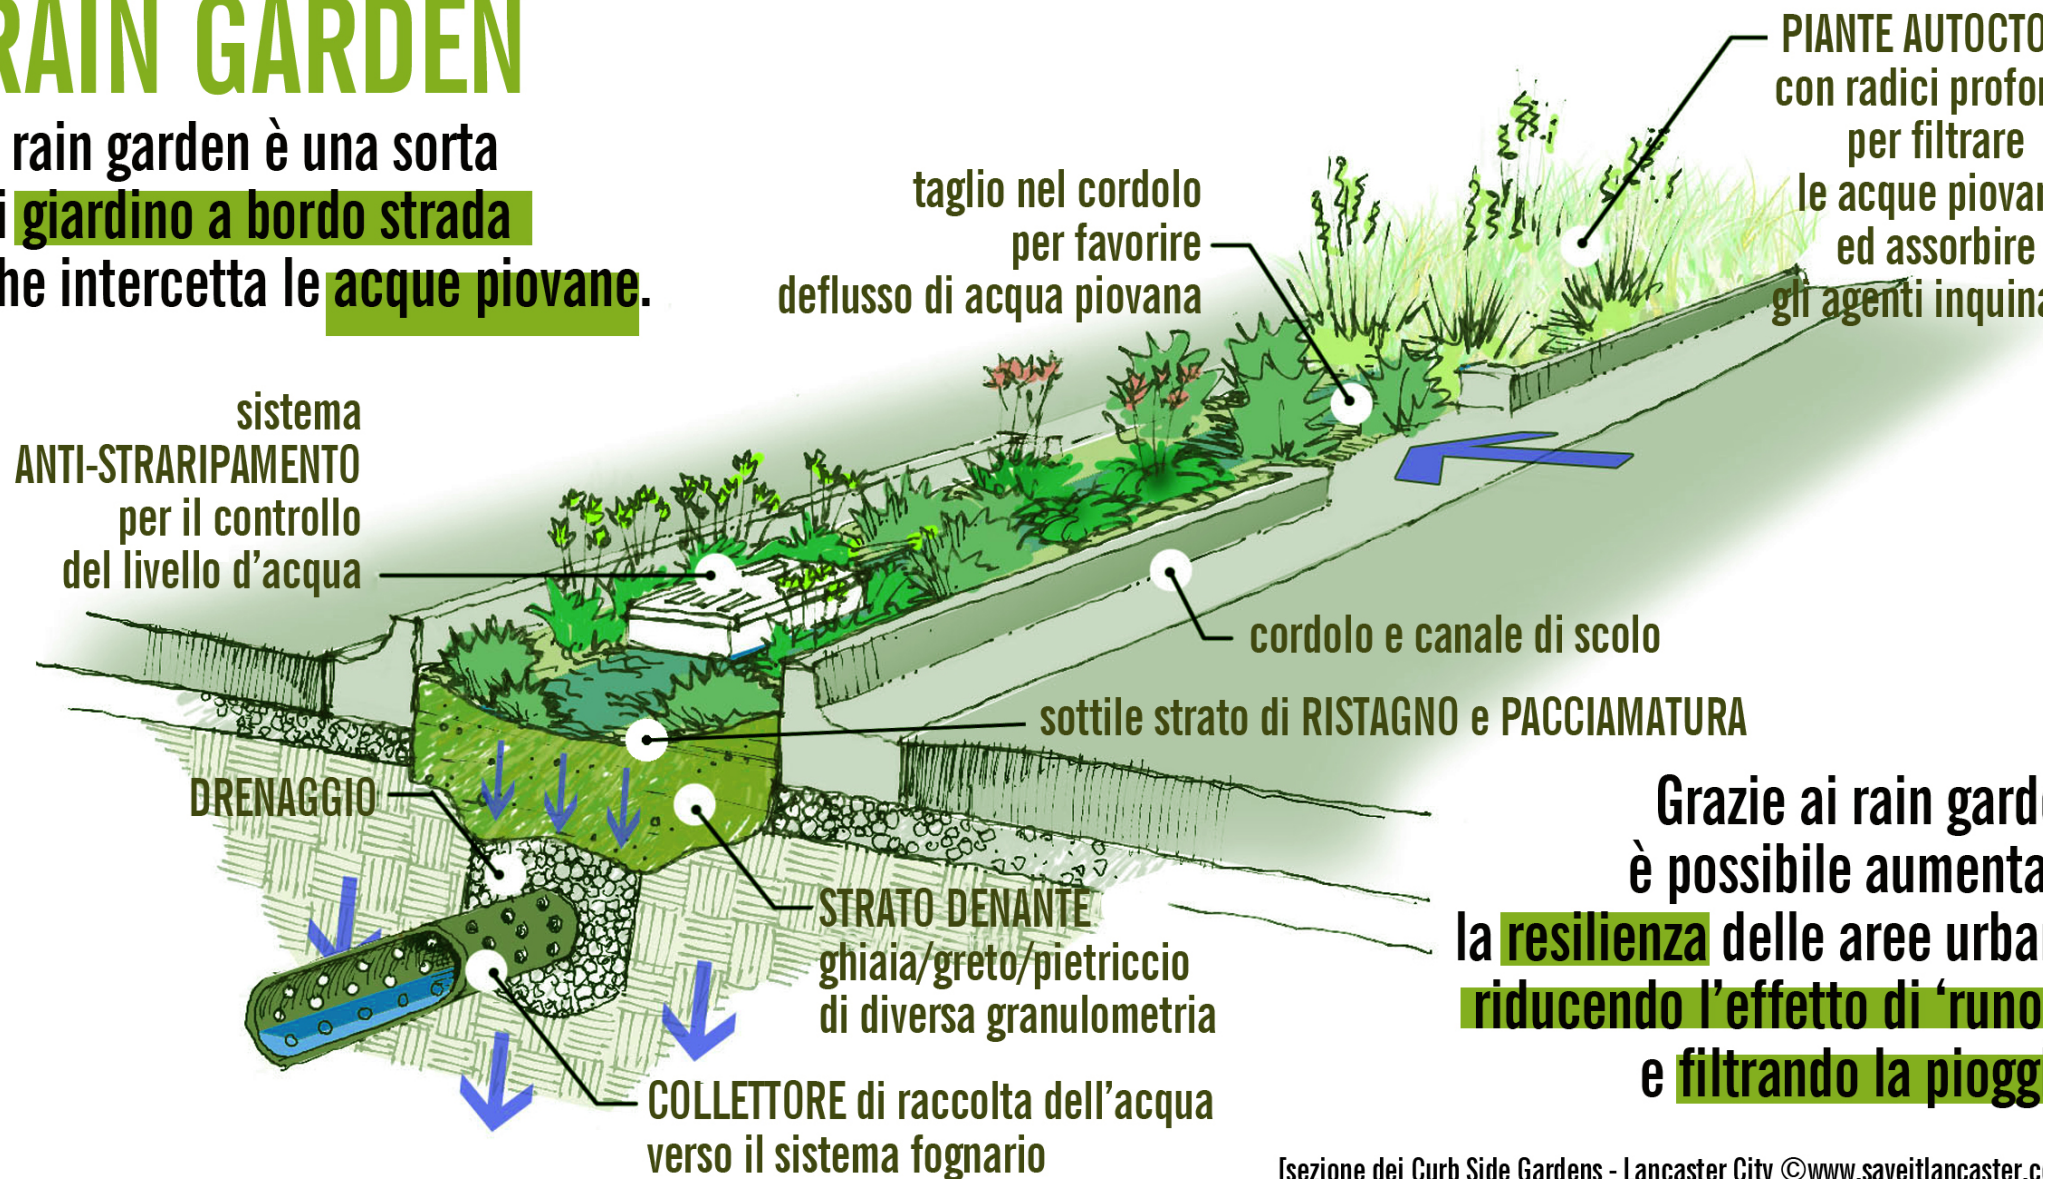 RAIN GARDEN
rain garden è una sorta
i giardino a bordo strada
he intercetta le acque piovane.
PIANTE AUTOCTO
con radici profon
per filtrare
le acque piovan
ed assorbire
gli agenti inquina
taglio nel cordolo
per favorire
deflusso di acqua piovana
sistema
ANTI-STRARIPAMENTO
per il controllo
del livello d'acqua
cordolo e canale di scolo
sottile strato di RISTAGNO e PACCIAMATURA
DRENAGGIO
STRATO DENANTE
ghiaia/greto/pietriccio
di diversa granulometria
COLLETTORE di raccolta dell'acqua
verso il sistema fognario
Grazie ai rain garde
è possibile aumenta
la resilienza delle aree urba
riducendo l'effetto di 'runo
e filtrando la piogg
[sezione dei Curb Side Gardens - Lancaster City ©www.saveitlancaster.c